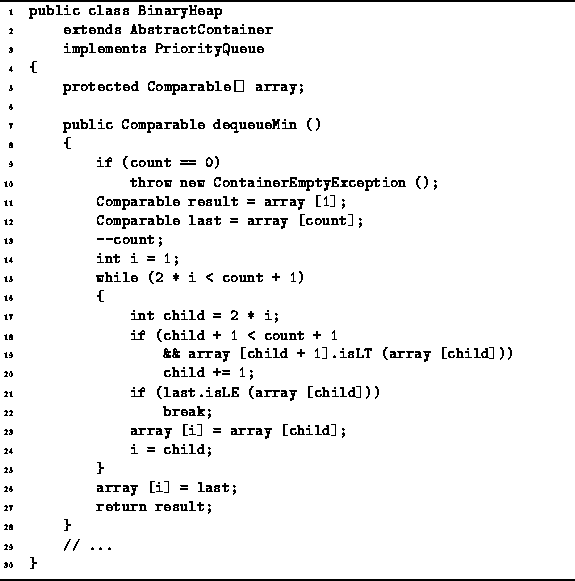 1 public class BinaryHeap
2     extends AbstractContainer
3     implements PriorityQueue
4 {
5     protected Comparable[] array;
6
7     public Comparable dequeueMin ()
8     {
9         if (count == 0)
10             throw new ContainerEmptyException ();
11         Comparable result = array [1];
12         Comparable last = array [count];
13         --count;
14         int i = 1;
15         while (2 * i < count + 1)
16         {
17             int child = 2 * i;
18             if (child + 1 < count + 1
19                 && array [child + 1].isLT (array [child]))
20                 child += 1;
21             if (last.isLE (array [child]))
22                 break;
23             array [i] = array [child];
24             i = child;
25         }
26         array [i] = last;
27         return result;
28     }
29     // ...
30 }